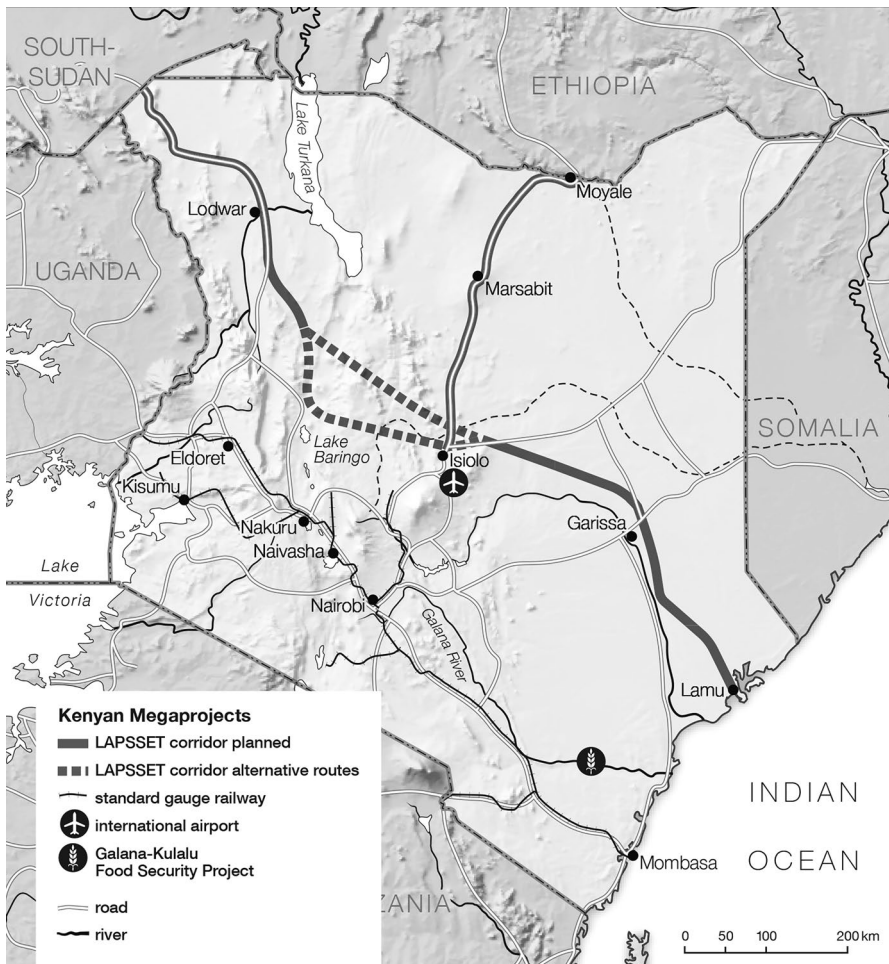 SOUTH-
SUDAN
ETHIOPIA
Lake Turkana
Moyale
Lodwar
UGANDA
Marsabit
SOMALIA
Lake
Baringo
Eldoret
Isiolo
Kisumu
Garissa
Nakuru
Naivasha
Lake
Victoria
Nairobi
Galana River
Lamu
Kenyan Megaprojects
LAPSSET corridor planned
LAPSSET corridor alternative routes
standard gauge railway
international airport
Galana-Kulalu
Food Security Project
road
river
INDIAN
OCEAN
Mombasa
ZANIA
0 50 100 200 km